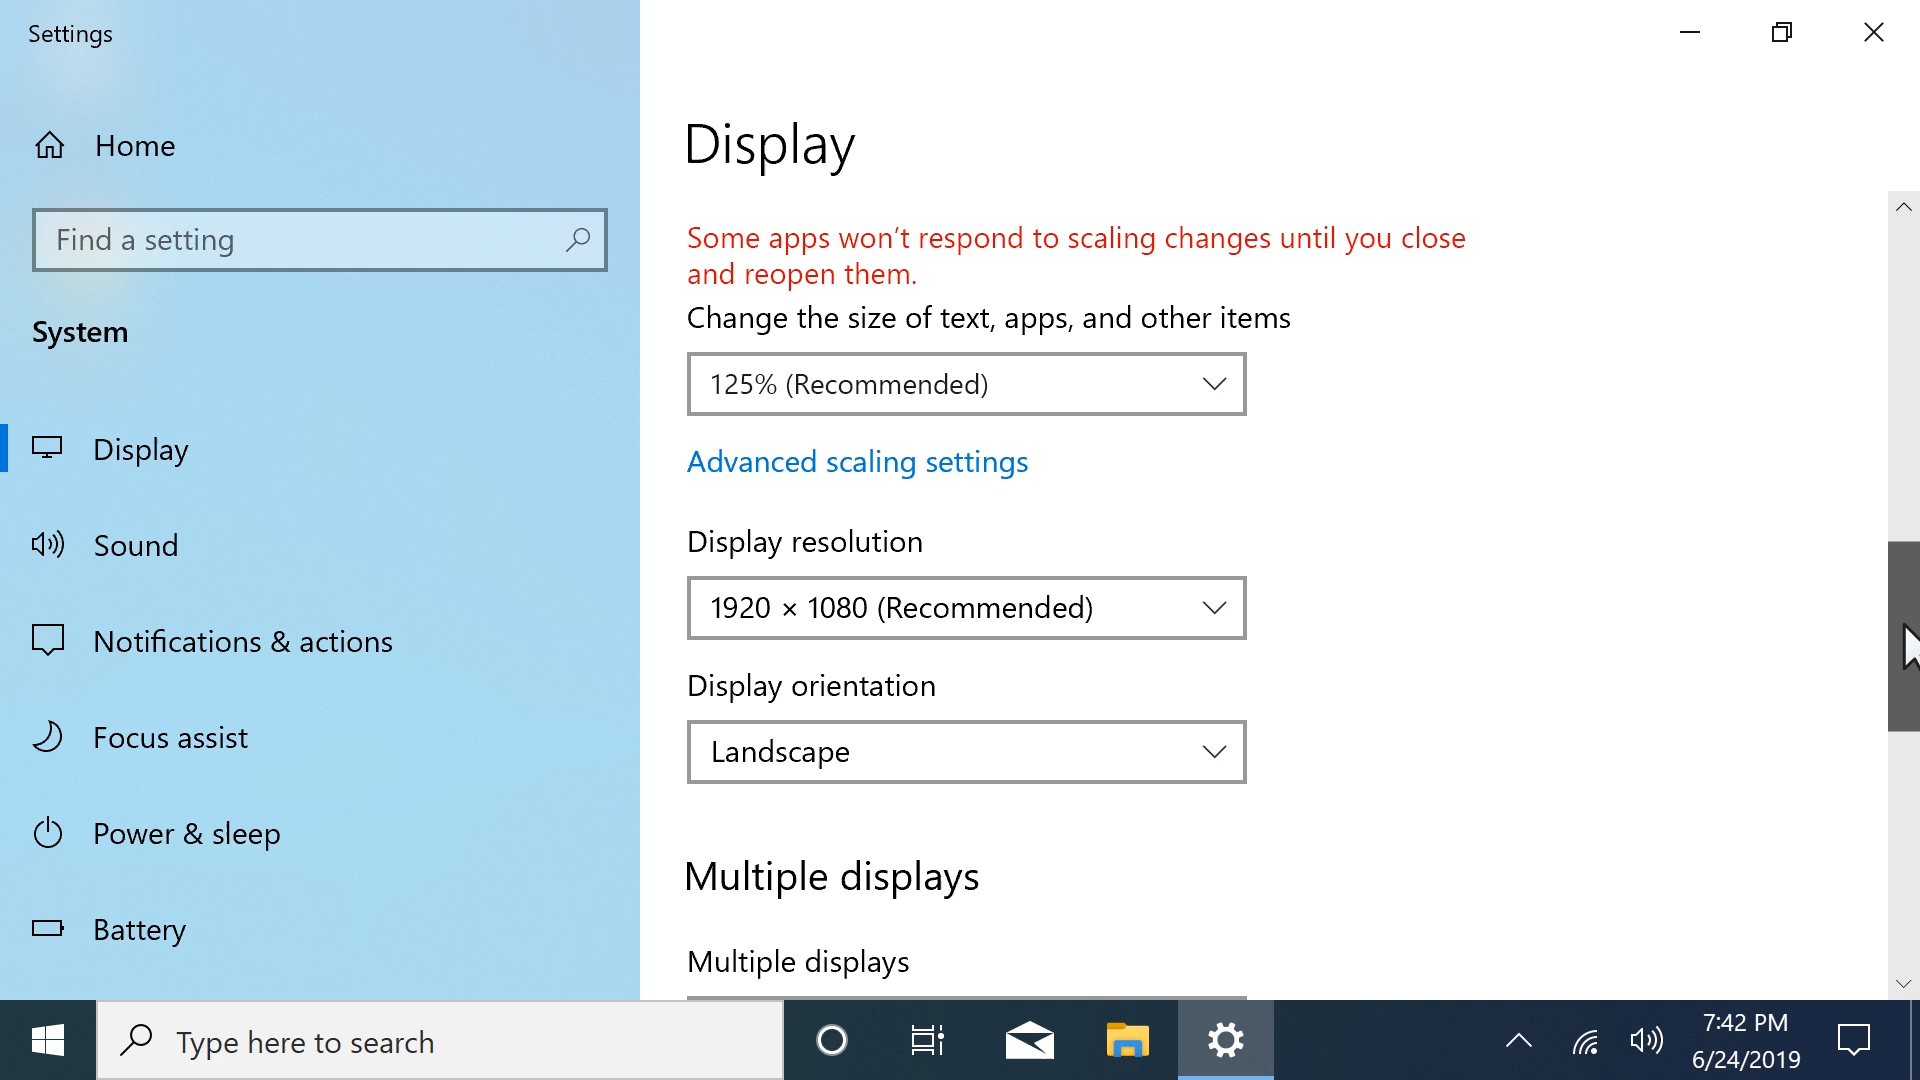 Settings
Home
Find a setting
System
Display
Sound
Notifications & actions
Focus assist
Power & sleep
Battery
Display
Some apps won't respond to scaling changes until you close
and reopen them.
Change the size of text, apps, and other items
125% (Recommended)
Advanced scaling settings
Display resolution
1920 × 1080 (Recommended)
Display orientation
Landscape
Multiple displays
Multiple displays
Type here to search
7:42 PM
6/24/2019